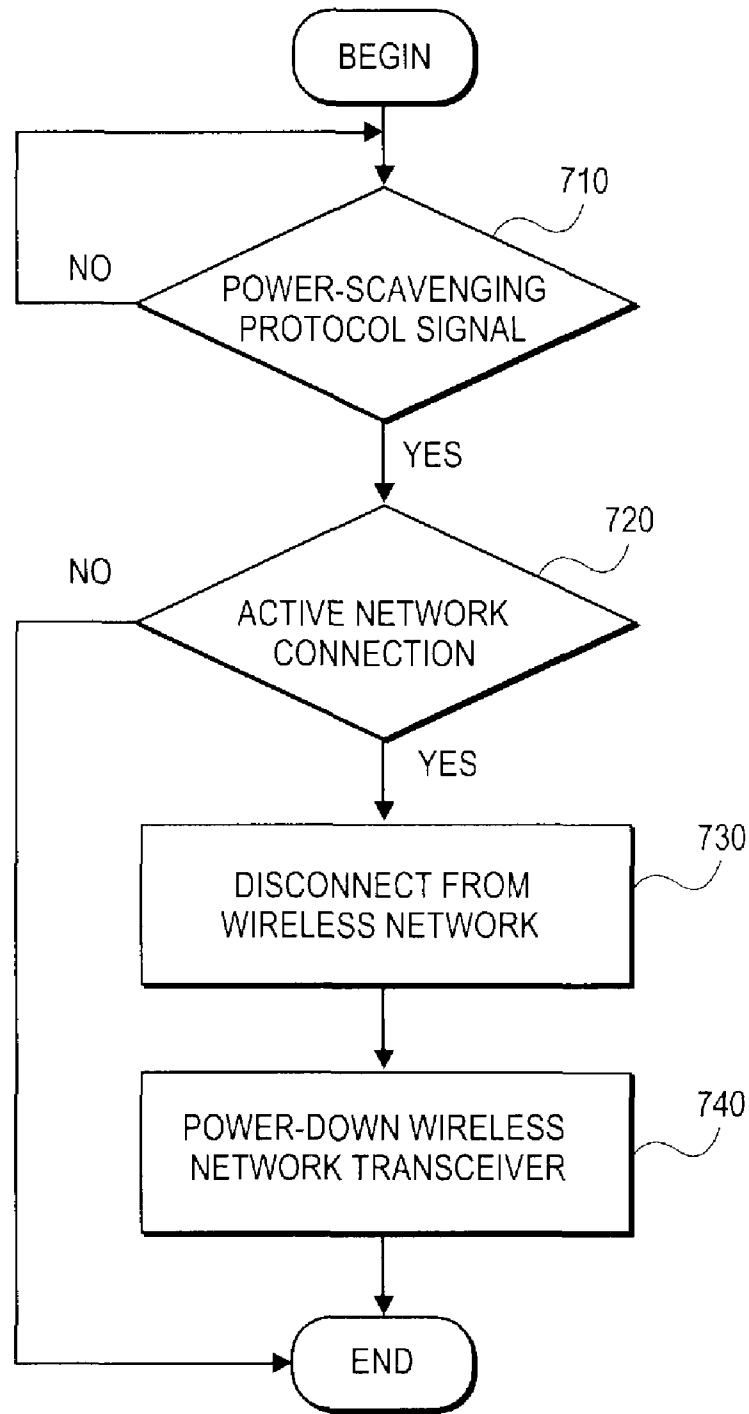 BEGIN
710
NO
POWER-SCAVENGING
PROTOCOL SIGNAL
YES
720
NO
ACTIVE NETWORK
CONNECTION
YES
730
DISCONNECT FROM
WIRELESS NETWORK
740
POWER-DOWN WIRELESS
NETWORK TRANSCEIVER
END